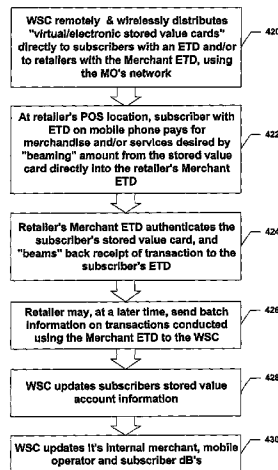 WSC remotely & wirelessly distributes
"virtual/electronic stored value cards"
directly to subscribers with an ETD and/or
to retailers with the Merchant ETD, using
the MO's network
420
At retailer's POS location, subscriber with
ETD on mobile phone pays for
merchandise and/or services desired by
"beaming" amount from the stored value
card directly into the retailer's Merchant
ETD
422
Retailer's Merchant ETD authenticates the
subscriber's stored value card, and
"beams" back receipt of transaction to the
subscriber's ETD
424
Retailer may, at a later time, send batch
information on transactions conducted
using the Merchant ETD to the WSC
426
WSC updates subscribers stored value
account information
428
WSC updates it's internal merchant, mobile
operator and subscriber dB's
430